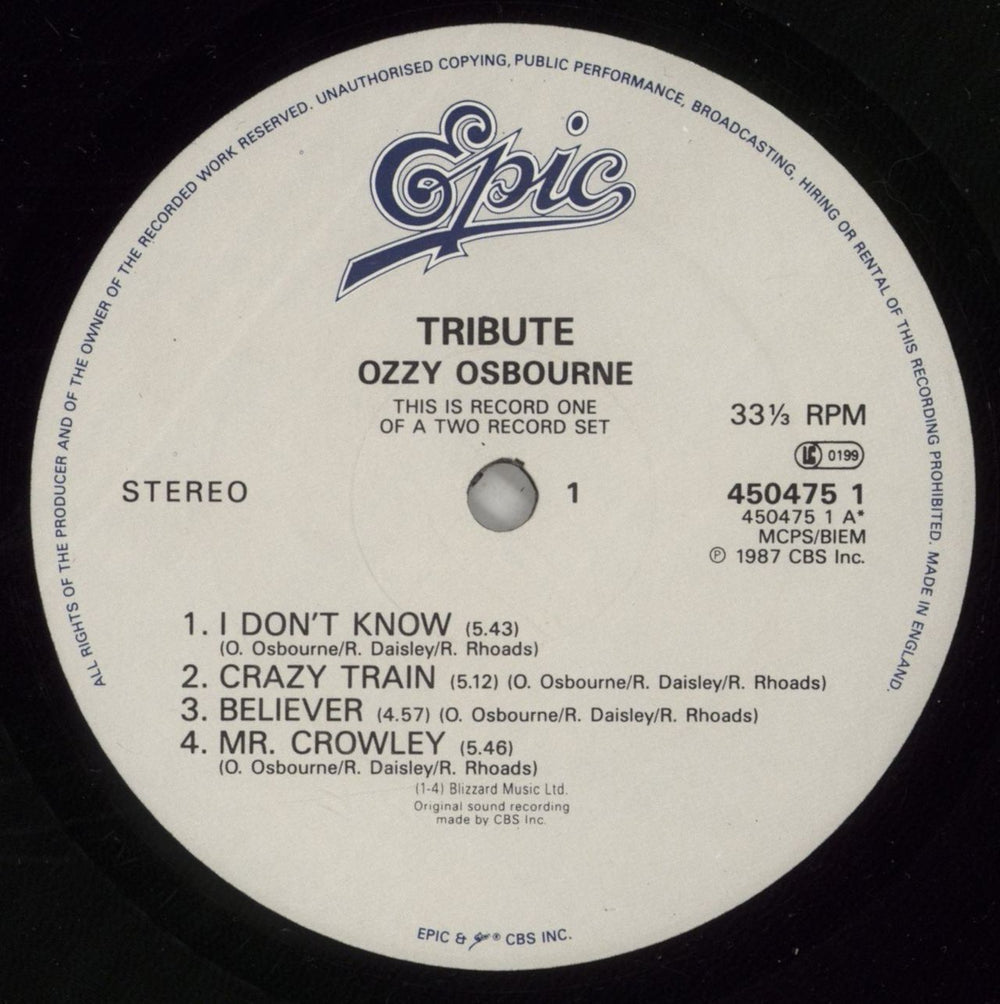 ALL RIGHTS OF THE PRODUCER AND OF THE OWNER OF THE RECORDED WORK RESERVED. UNAUTHORISED COPYING, PUBLIC PERFORMANCE, BROADCASTING, HIRING OR RENTAL OF THIS RECORDING PROHIBITED. MADE IN ENGLAND.
Epic
TRIBUTE
OZZY OSBOURNE
THIS IS RECORD ONE
OF A TWO RECORD SET
33⅓ RPM
LC 0199
STEREO
1
450475 1
450475 1 A*
MCPS/BIEM
℗ 1987 CBS Inc.
1. I DON'T KNOW (5.43)
(O. Osbourne/R. Daisley/R. Rhoads)
2. CRAZY TRAIN (5.12) (O. Osbourne/R. Daisley/R. Rhoads)
3. BELIEVER (4.57) (O. Osbourne/R. Daisley/R. Rhoads)
4. MR. CROWLEY (5.46)
(O. Osbourne/R. Daisley/R. Rhoads)
(1-4) Blizzard Music Ltd.
Original sound recording
made by CBS Inc.
EPIC & Epic ® CBS INC.